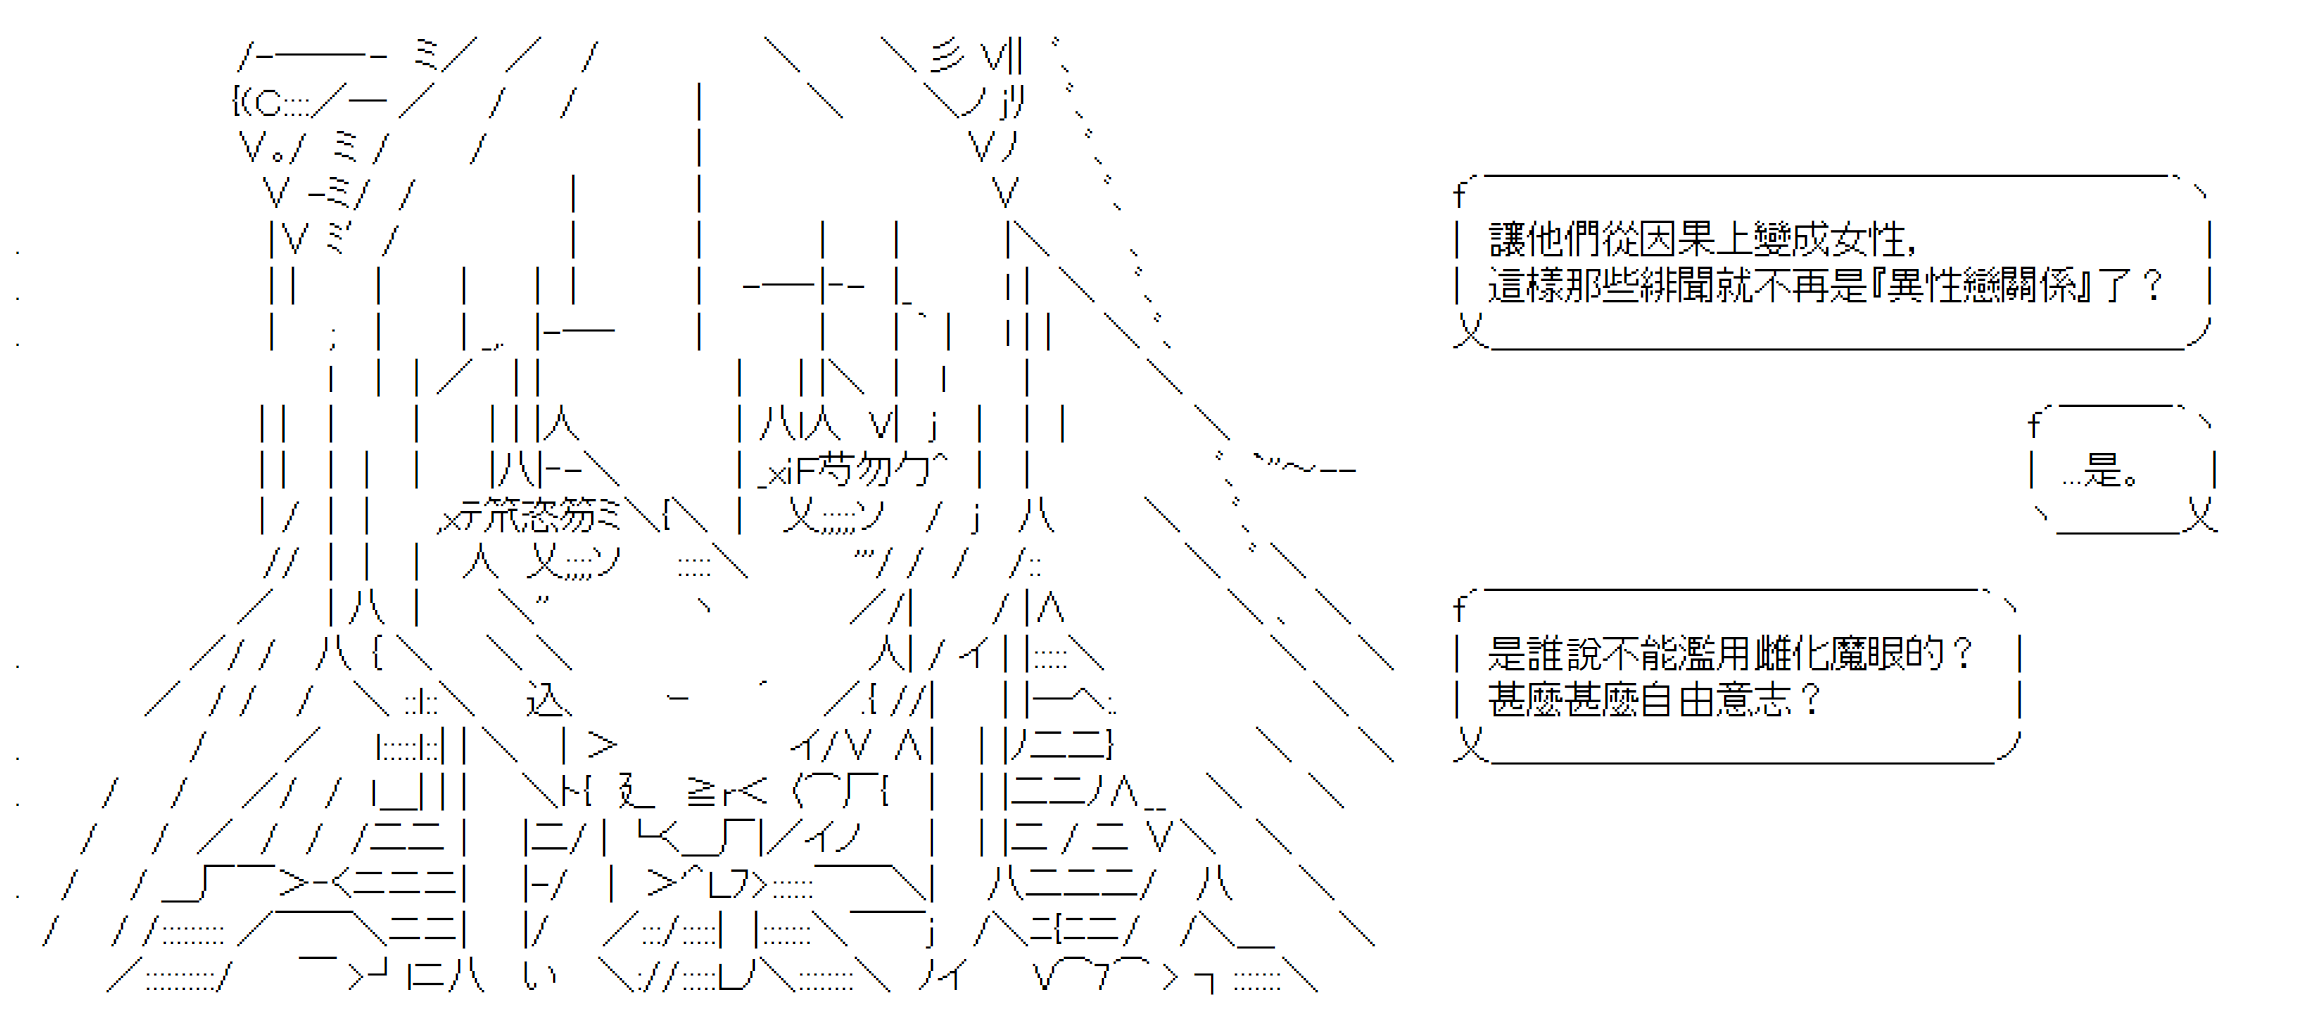 讓他們從因果上變成女性，
這樣那些緋聞就不再是『異性戀關係』了？
…是。
是誰說不能濫用雌化魔眼的？
甚麼甚麼自由意志？